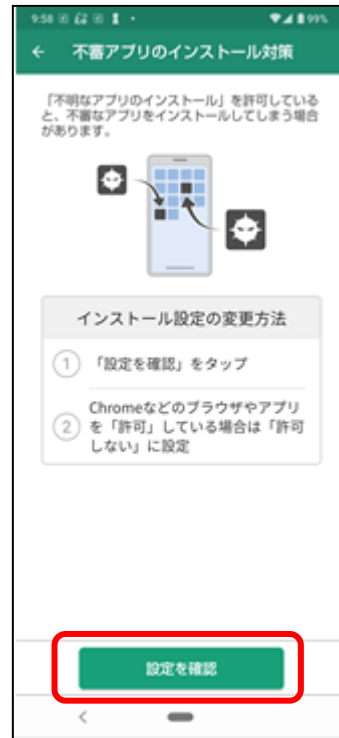 9:58
99%
不審アプリのインストール対策
「不明なアプリのインストール」を許可している
と、不審なアプリをインストールしてしまう場合
があります。
インストール設定の変更方法
1 「設定を確認」をタップ
Chromeなどのブラウザやアプリ
2 を「許可」している場合は「許可
しない」に設定
設定を確認